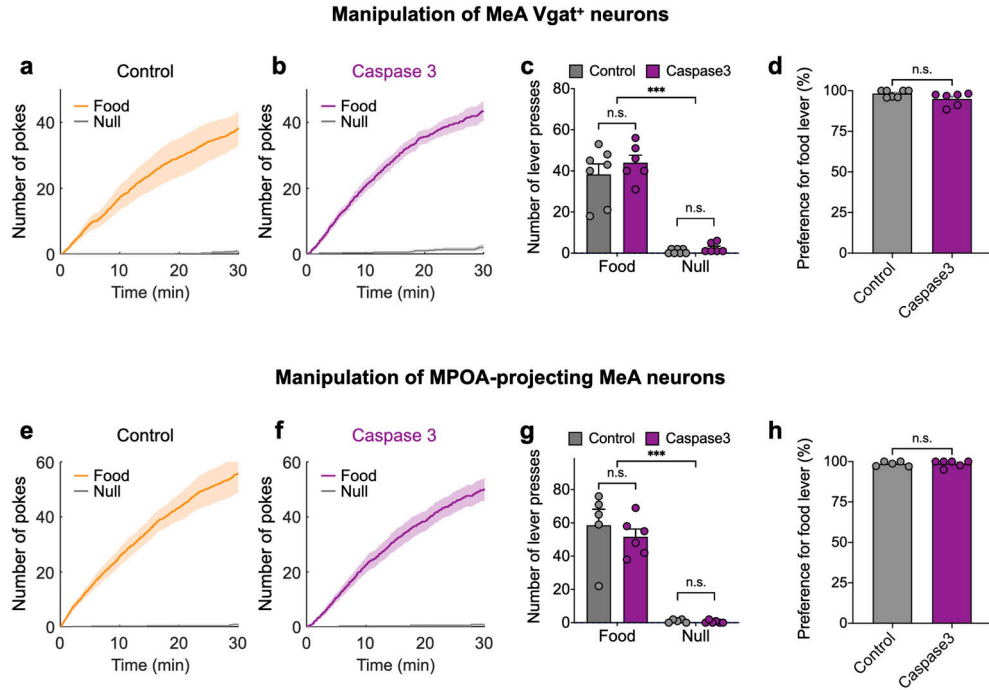 Manipulation of MeA Vgat⁺ neurons
a
Control
Number of pokes
40
20
0
Food
Null
0 10 20 30
Time (min)
b
Caspase 3
Number of pokes
40
20
0
Food
Null
0 10 20 30
Time (min)
c
Control Caspase3
Number of lever presses
80
60
40
20
0
***
n.s.
n.s.
Food Null
d
Preference for food lever (%)
100
50
0
n.s.
Control
Caspase3
Manipulation of MPOA-projecting MeA neurons
e
Control
Number of pokes
60
40
20
0
Food
Null
0 10 20 30
Time (min)
f
Caspase 3
Number of pokes
60
40
20
0
Food
Null
0 10 20 30
Time (min)
g
Control Caspase3
Number of lever presses
80
60
40
20
0
***
n.s.
n.s.
Food Null
h
Preference for food lever (%)
100
50
0
n.s.
Control
Caspase3